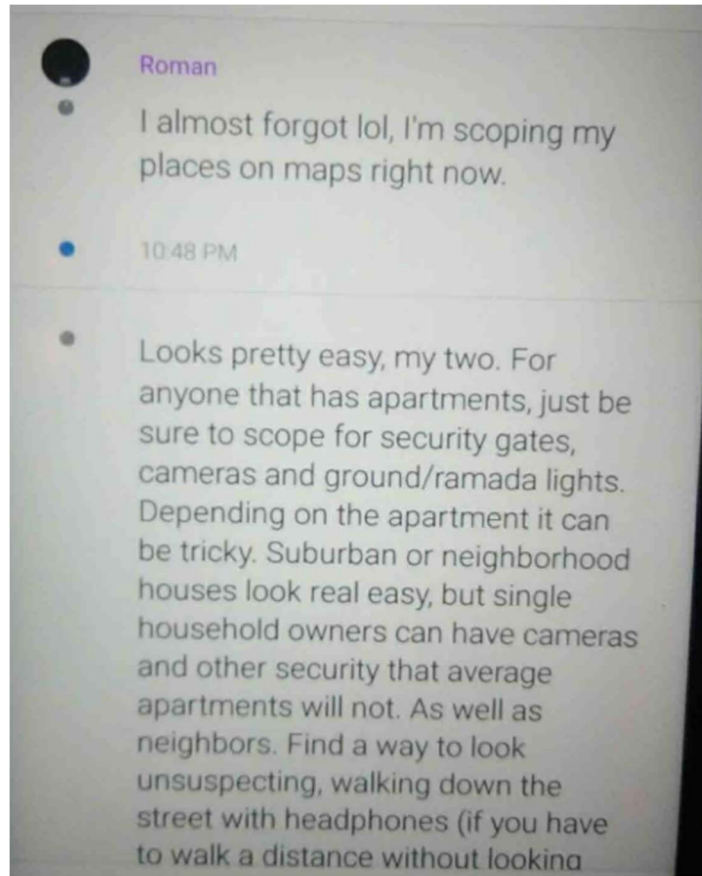 Roman
I almost forgot lol, I'm scoping my
places on maps right now.
10:48 PM
Looks pretty easy, my two. For
anyone that has apartments, just be
sure to scope for security gates,
cameras and ground/ramada lights.
Depending on the apartment it can
be tricky. Suburban or neighborhood
houses look real easy, but single
household owners can have cameras
and other security that average
apartments will not. As well as
neighbors. Find a way to look
unsuspecting, walking down the
street with headphones (if you have
to walk a distance without looking